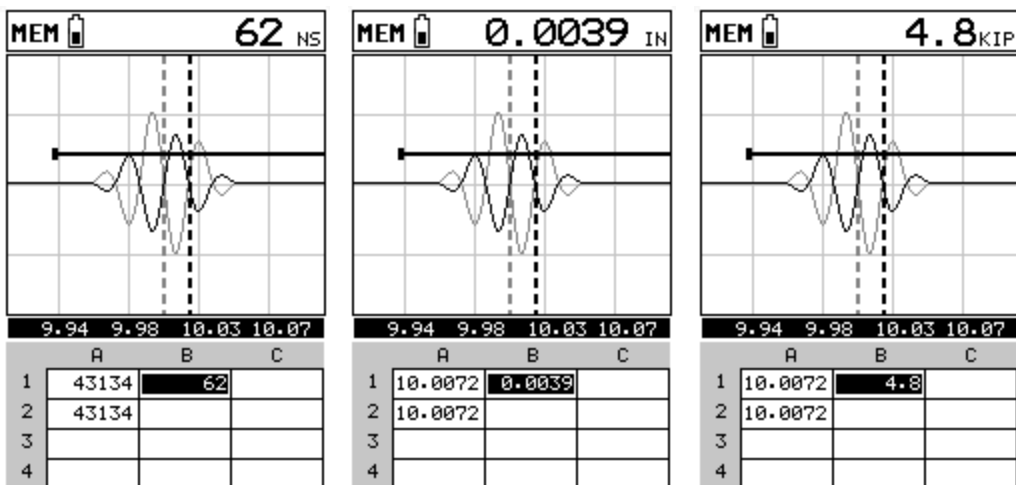 MEM 62 NS
9.94 9.98 10.03 10.07
A B C
1 43134 62
2 43134
3
4
MEM 0.0039 IN
9.94 9.98 10.03 10.07
A B C
1 10.0072 0.0039
2 10.0072
3
4
MEM 4.8 KIP
9.94 9.98 10.03 10.07
A B C
1 10.0072 4.8
2 10.0072
3
4